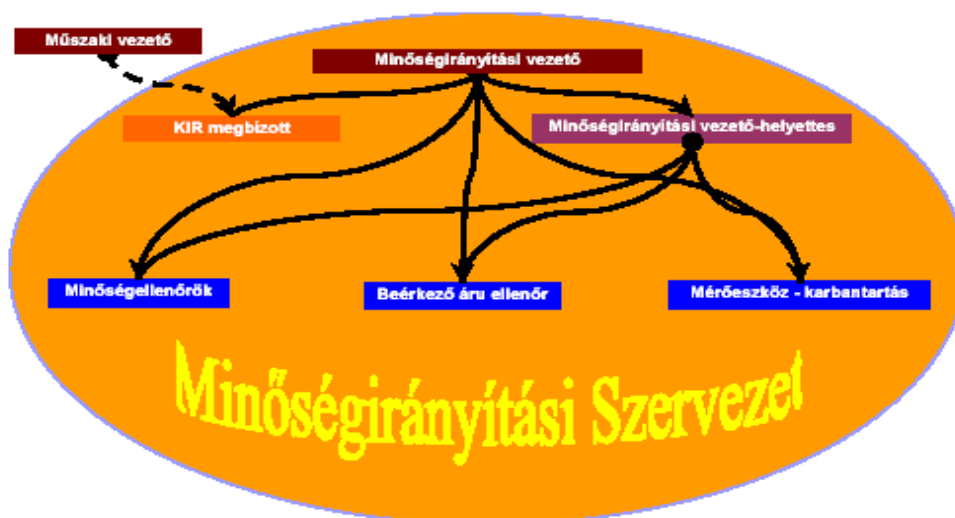 Műszaki vezető
Minőségirányítási vezető
KIR megbízott
Minőségirányítási vezető-helyettes
Minőségellenőrök
Beérkező áru ellenőr
Mérőeszköz - karbantartás
Minőségirányítási Szervezet